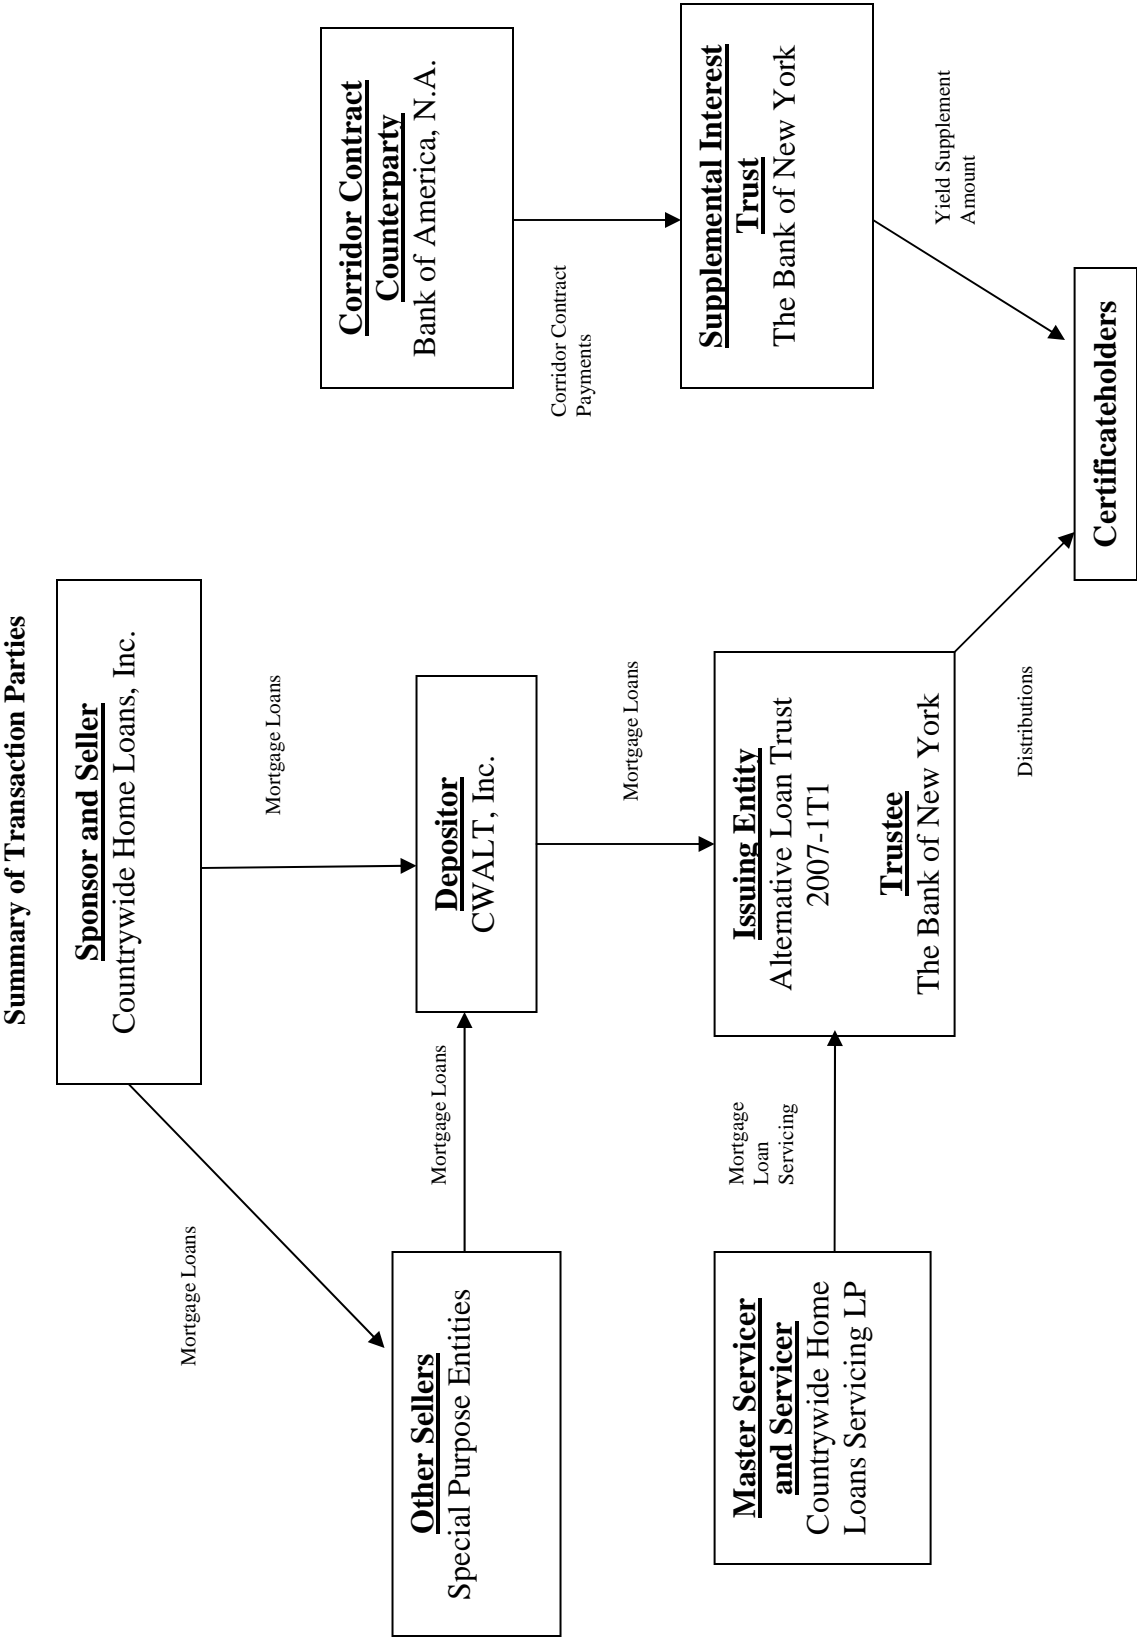 Summary of Transaction Parties
Sponsor and Seller
Countrywide Home Loans, Inc.
Mortgage Loans
Mortgage Loans
Corridor Contract
Counterparty
Bank of America, N.A.
Other Sellers
Special Purpose Entities
Mortgage Loans
Depositor
CWALT, Inc.
Corridor Contract
Payments
Mortgage Loans
Master Servicer
and Servicer
Countrywide Home
Loans Servicing LP
Mortgage
Loan
Servicing
Issuing Entity
Alternative Loan Trust
2007-1T1
Trustee
The Bank of New York
Supplemental Interest
Trust
The Bank of New York
Distributions
Yield Supplement
Amount
Certificateholders